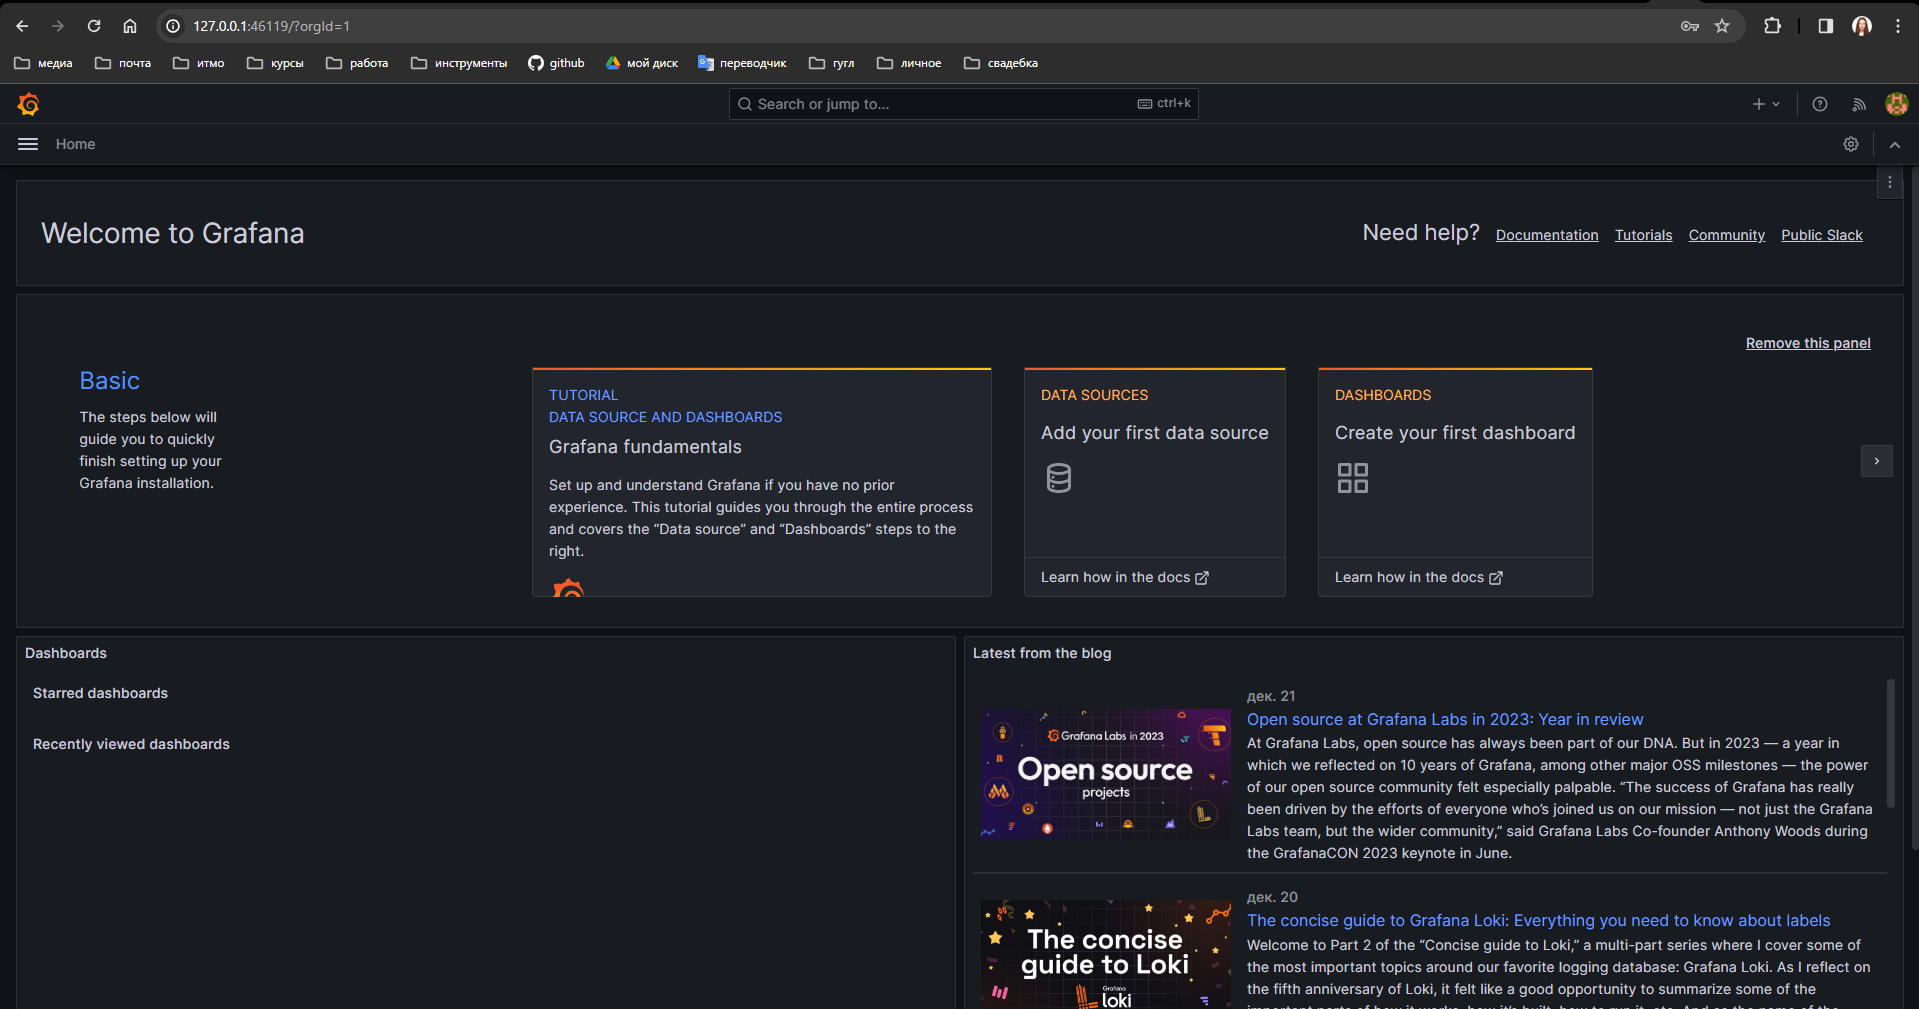 127.0.0.1:46119/?orgId=1
медиа
почта
итмо
курсы
работа
инструменты
github
мой диск
переводчик
гугл
личное
свадебка
Search or jump to...
ctrl+k
Home
Welcome to Grafana
Need help?
Documentation
Tutorials
Community
Public Slack
Remove this panel
Basic
The steps below will
guide you to quickly
finish setting up your
Grafana installation.
TUTORIAL
DATA SOURCE AND DASHBOARDS
Grafana fundamentals
Set up and understand Grafana if you have no prior
experience. This tutorial guides you through the entire process
and covers the “Data source” and “Dashboards” steps to the
right.
DATA SOURCES
Add your first data source
Learn how in the docs
DASHBOARDS
Create your first dashboard
Learn how in the docs
Dashboards
Starred dashboards
Recently viewed dashboards
Latest from the blog
Grafana Labs in 2023
Open source
projects
дек. 21
Open source at Grafana Labs in 2023: Year in review
At Grafana Labs, open source has always been part of our DNA. But in 2023 — a year in
which we reflected on 10 years of Grafana, among other major OSS milestones — the power
of our open source community felt especially palpable. “The success of Grafana has really
been driven by the efforts of everyone who’s joined us on our mission — not just the Grafana
Labs team, but the wider community,” said Grafana Labs Co-founder Anthony Woods during
the GrafanaCON 2023 keynote in June.
The concise
guide to Loki
Grafana
loki
дек. 20
The concise guide to Grafana Loki: Everything you need to know about labels
Welcome to Part 2 of the “Concise guide to Loki,” a multi-part series where I cover some of
the most important topics around our favorite logging database: Grafana Loki. As I reflect on
the fifth anniversary of Loki, it felt like a good opportunity to summarize some of the